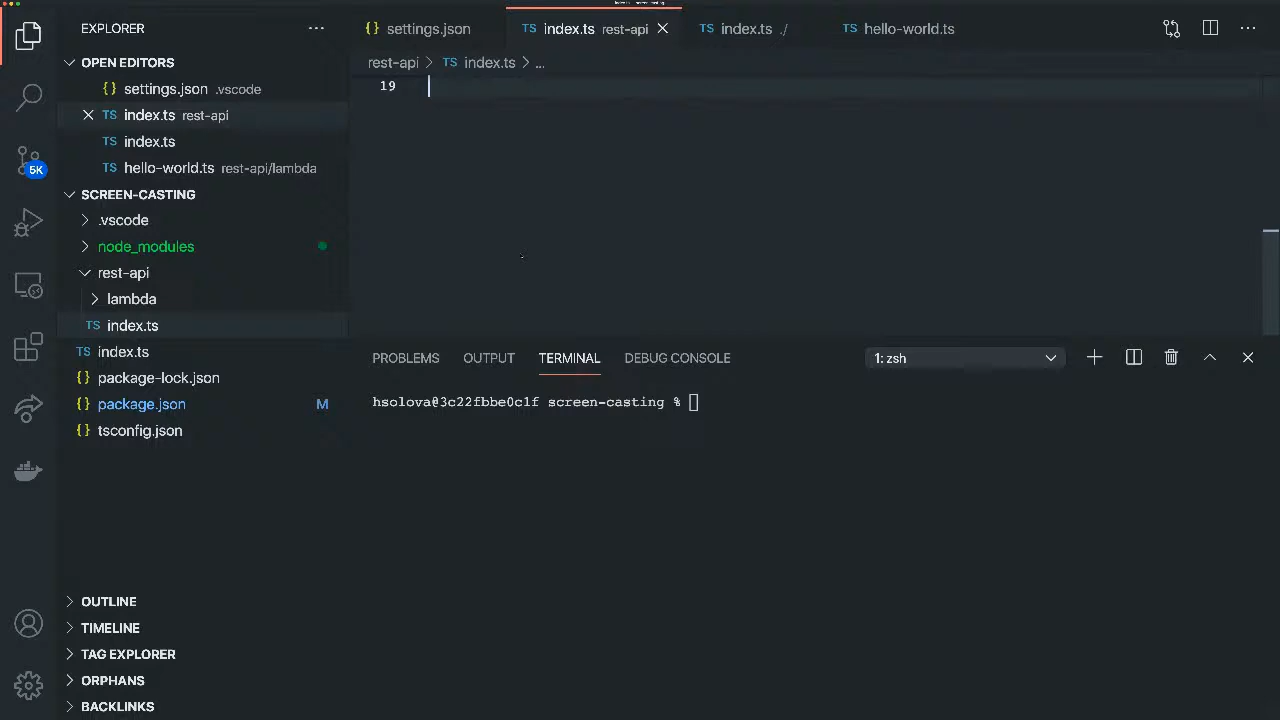 EXPLORER
{} settings.json
TS index.ts rest-api
TS index.ts ./
TS hello-world.ts
OPEN EDITORS
rest-api > TS index.ts > ...
{} settings.json .vscode
19
TS index.ts rest-api
TS index.ts
TS hello-world.ts rest-api/lambda
5K
SCREEN-CASTING
.vscode
node_modules
rest-api
lambda
TS index.ts
TS index.ts
{} package-lock.json
{} package.json M
{} tsconfig.json
PROBLEMS
OUTPUT
TERMINAL
DEBUG CONSOLE
1: zsh
hsolova@3c22fbbe0c1f screen-casting %
OUTLINE
TIMELINE
TAG EXPLORER
ORPHANS
BACKLINKS